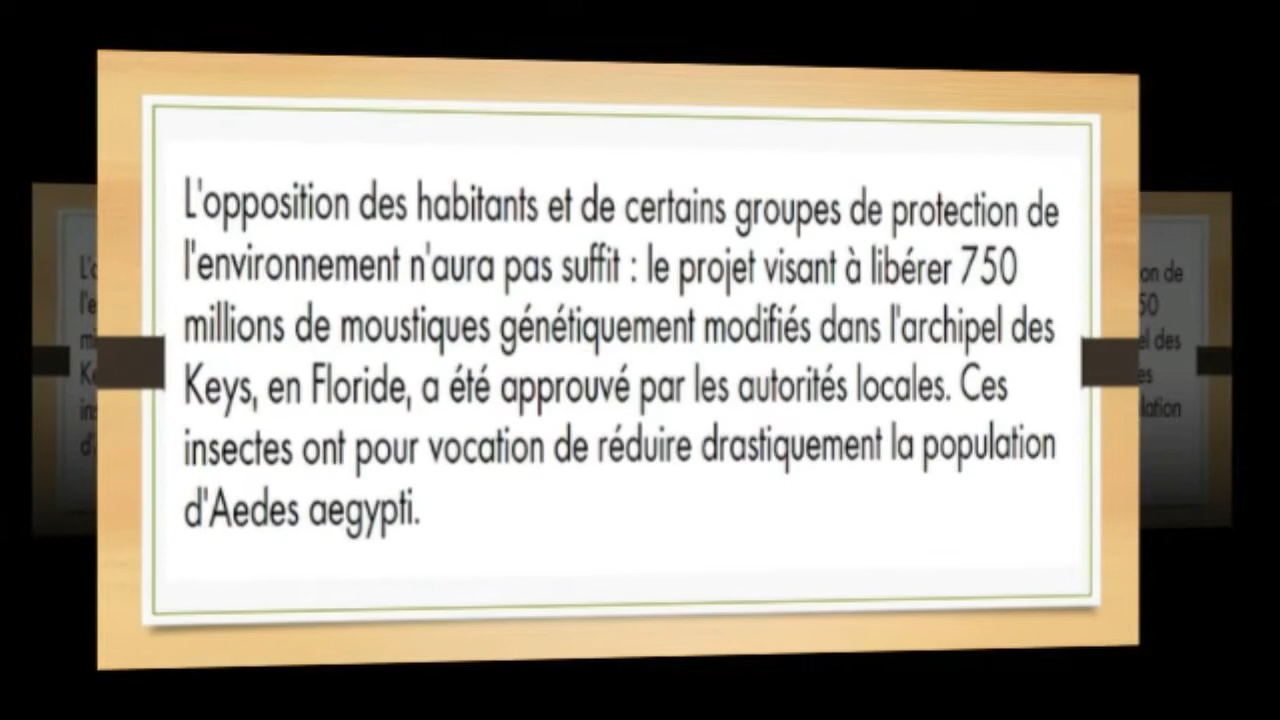 L'opposition des habitants et de certains groupes de protection de
l'environnement n'aura pas suffit : le projet visant à libérer 750
millions de moustiques génétiquement modifiés dans l'archipel des
Keys, en Floride, a été approuvé par les autorités locales. Ces
insectes ont pour vocation de réduire drastiquement la population
d'Aedes aegypti.